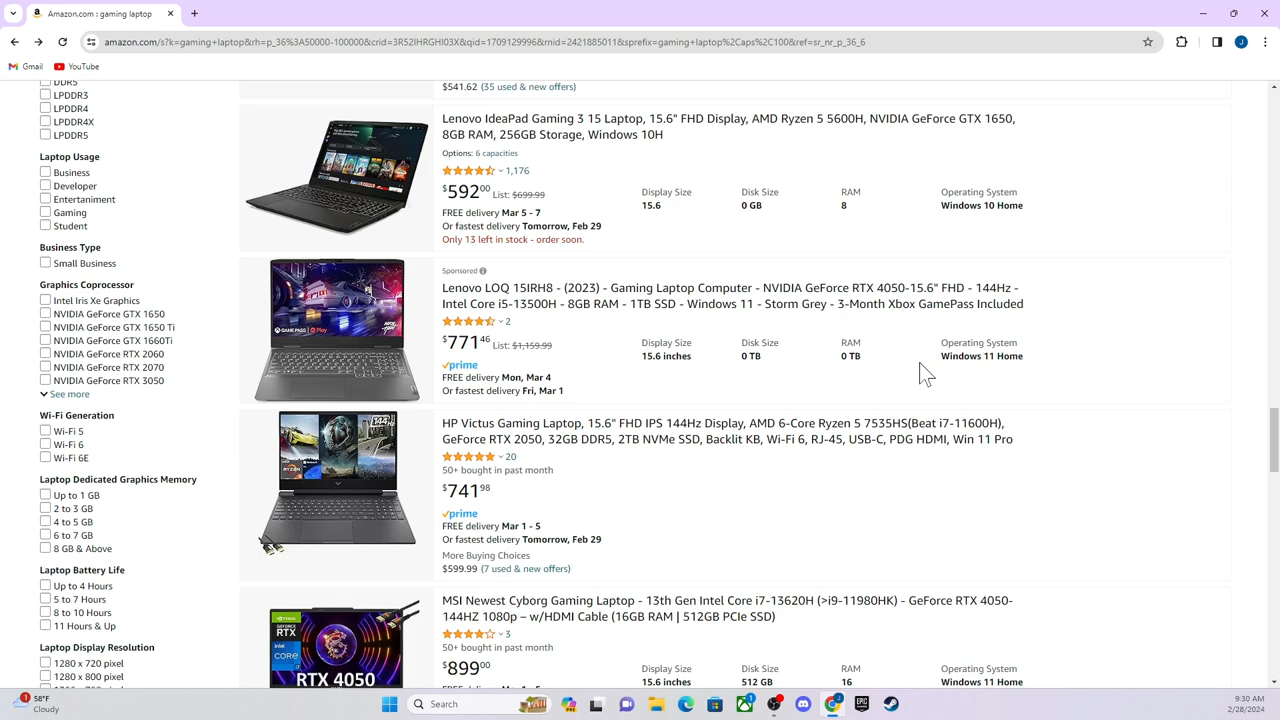 Amazon.com : gaming laptop
amazon.com/s?k=gaming+laptop&rh=p_36%3A50000-100000&crid=3R52IHRGHI03X&qid=1709129996&rnid=2421885011&sprefix=gaming+laptop%2Caps%2C100&ref=sr_nr_p_36_6
J
Gmail
YouTube
DDR5
LPDDR3
LPDDR4
LPDDR4X
LPDDR5
Laptop Usage
Business
Developer
Entertaniment
Gaming
Student
Business Type
Small Business
Graphics Coprocessor
Intel Iris Xe Graphics
NVIDIA GeForce GTX 1650
NVIDIA GeForce GTX 1650 Ti
NVIDIA GeForce GTX 1660Ti
NVIDIA GeForce RTX 2060
NVIDIA GeForce RTX 2070
NVIDIA GeForce RTX 3050
See more
Wi-Fi Generation
Wi-Fi 5
Wi-Fi 6
Wi-Fi 6E
Laptop Dedicated Graphics Memory
Up to 1 GB
2 to 3 GB
4 to 5 GB
6 to 7 GB
8 GB & Above
Laptop Battery Life
Up to 4 Hours
5 to 7 Hours
8 to 10 Hours
11 Hours & Up
Laptop Display Resolution
1280 x 720 pixel
1280 x 800 pixel
$541.62 (35 used & new offers)
Lenovo IdeaPad Gaming 3 15 Laptop, 15.6" FHD Display, AMD Ryzen 5 5600H, NVIDIA GeForce GTX 1650,
8GB RAM, 256GB Storage, Windows 10H
Options: 6 capacities
1,176
$592 00 List: $699.99
FREE delivery Mar 5 - 7
Or fastest delivery Tomorrow, Feb 29
Only 13 left in stock - order soon.
Display Size Disk Size RAM Operating System
15.6 0 GB 8 Windows 10 Home
Sponsored
Lenovo LOQ 15IRH8 - (2023) - Gaming Laptop Computer - NVIDIA GeForce RTX 4050-15.6" FHD - 144Hz -
Intel Core i5-13500H - 8GB RAM - 1TB SSD - Windows 11 - Storm Grey - 3-Month Xbox GamePass Included
2
$771 46 List: $1,159.99
prime
FREE delivery Mon, Mar 4
Or fastest delivery Fri, Mar 1
Display Size Disk Size RAM Operating System
15.6 inches 0 TB 0 TB Windows 11 Home
GAME PASS
HP Victus Gaming Laptop, 15.6" FHD IPS 144Hz Display, AMD 6-Core Ryzen 5 7535HS(Beat i7-11600H),
GeForce RTX 2050, 32GB DDR5, 2TB NVMe SSD, Backlit KB, Wi-Fi 6, RJ-45, USB-C, PDG HDMI, Win 11 Pro
20
50+ bought in past month
$741 98
prime
FREE delivery Mar 1 - 5
Or fastest delivery Tomorrow, Feb 29
More Buying Choices
$599.99 (7 used & new offers)
144Hz
RYZEN
MSI Newest Cyborg Gaming Laptop - 13th Gen Intel Core i7-13620H (>i9-11980HK) - GeForce RTX 4050-
144HZ 1080p – w/HDMI Cable (16GB RAM | 512GB PCIe SSD)
3
50+ bought in past month
$899 00
Display Size Disk Size RAM Operating System
15.6 inches 512 GB 16 Windows 11 Home
GEFORCE
RTX
intel
CORE
i7
RTX 4050
1
58°F
Cloudy
Search
1
EPIC
9:30 AM
2/28/2024